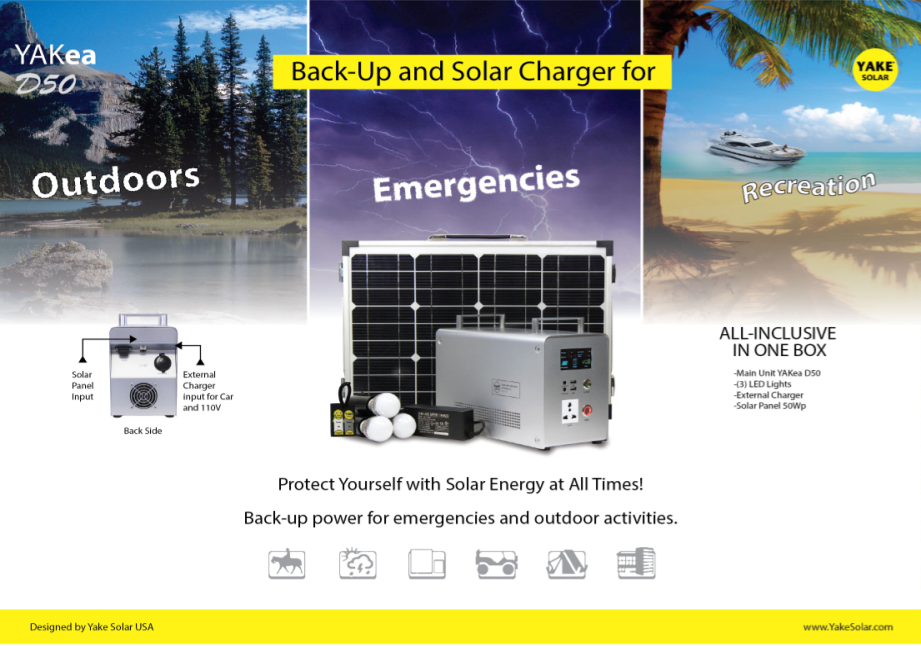 YAKea
D50
Back-Up and Solar Charger for
YAKE
SOLAR
Outdoors
Emergencies
Recreation
Solar
Panel
Input
External
Charger
input for Car
and 110V
Back Side
ALL-INCLUSIVE
IN ONE BOX
-Main Unit YAKea D50
-(3) LED Lights
-External Charger
-Solar Panel 50Wp
Protect Yourself with Solar Energy at All Times!
Back-up power for emergencies and outdoor activities.
Designed by Yake Solar USA
www.YakeSolar.com